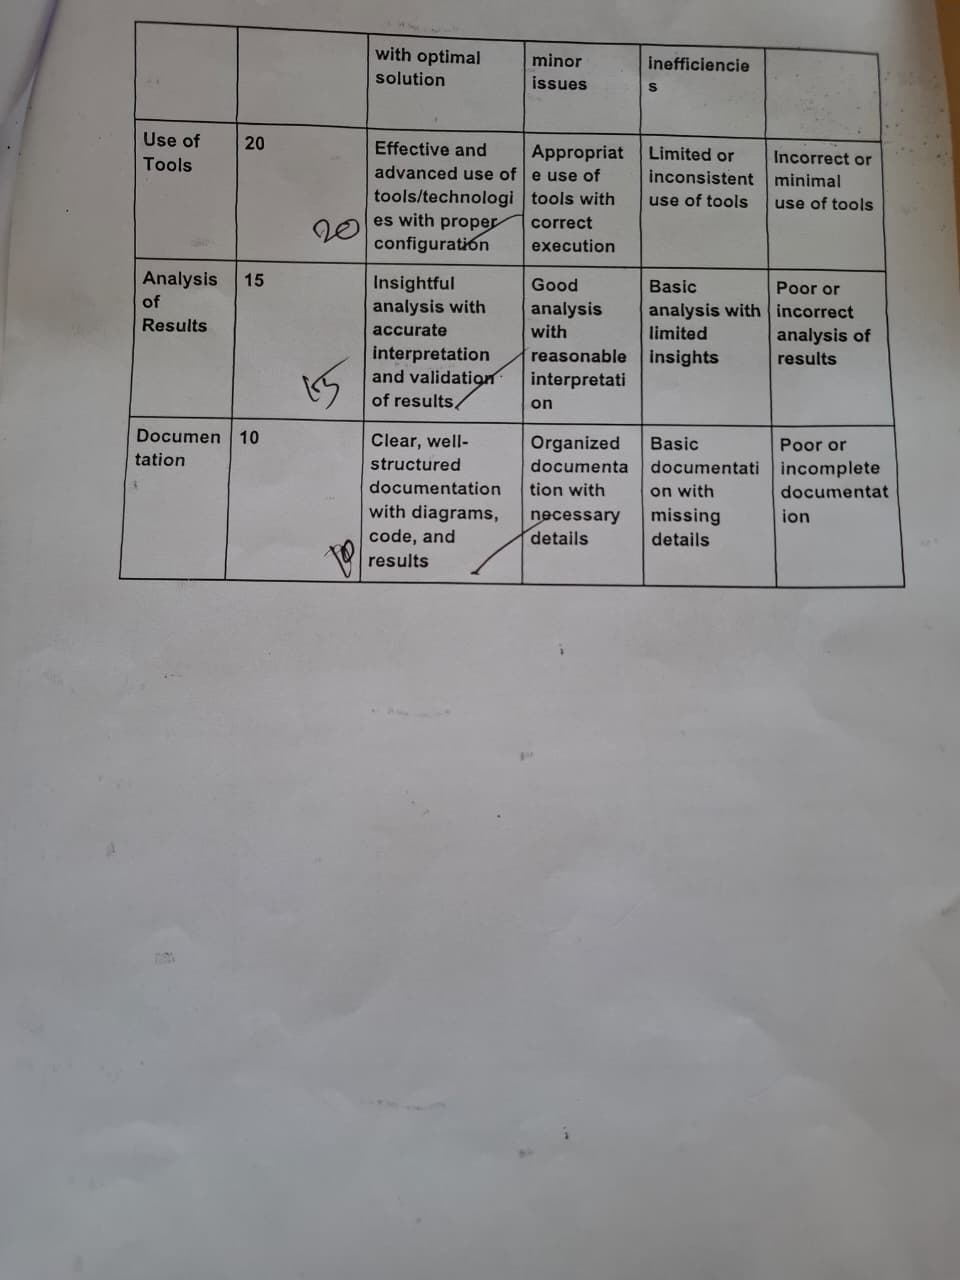 with optimal
solution
minor
issues
inefficiencie
s
Use of
Tools
20
20
Effective and
advanced use of
tools/technologi
es with proper
configuration
Appropriat
e use of
tools with
correct
execution
Limited or
inconsistent
use of tools
Incorrect or
minimal
use of tools
Analysis
of
Results
15
15
Insightful
analysis with
accurate
interpretation
and validation
of results
Good
analysis
with
reasonable
interpretati
on
Basic
analysis with
limited
insights
Poor or
incorrect
analysis of
results
Documen
tation
10
10
Clear, well-
structured
documentation
with diagrams,
code, and
results
Organized
documenta
tion with
necessary
details
Basic
documentati
on with
missing
details
Poor or
incomplete
documentat
ion